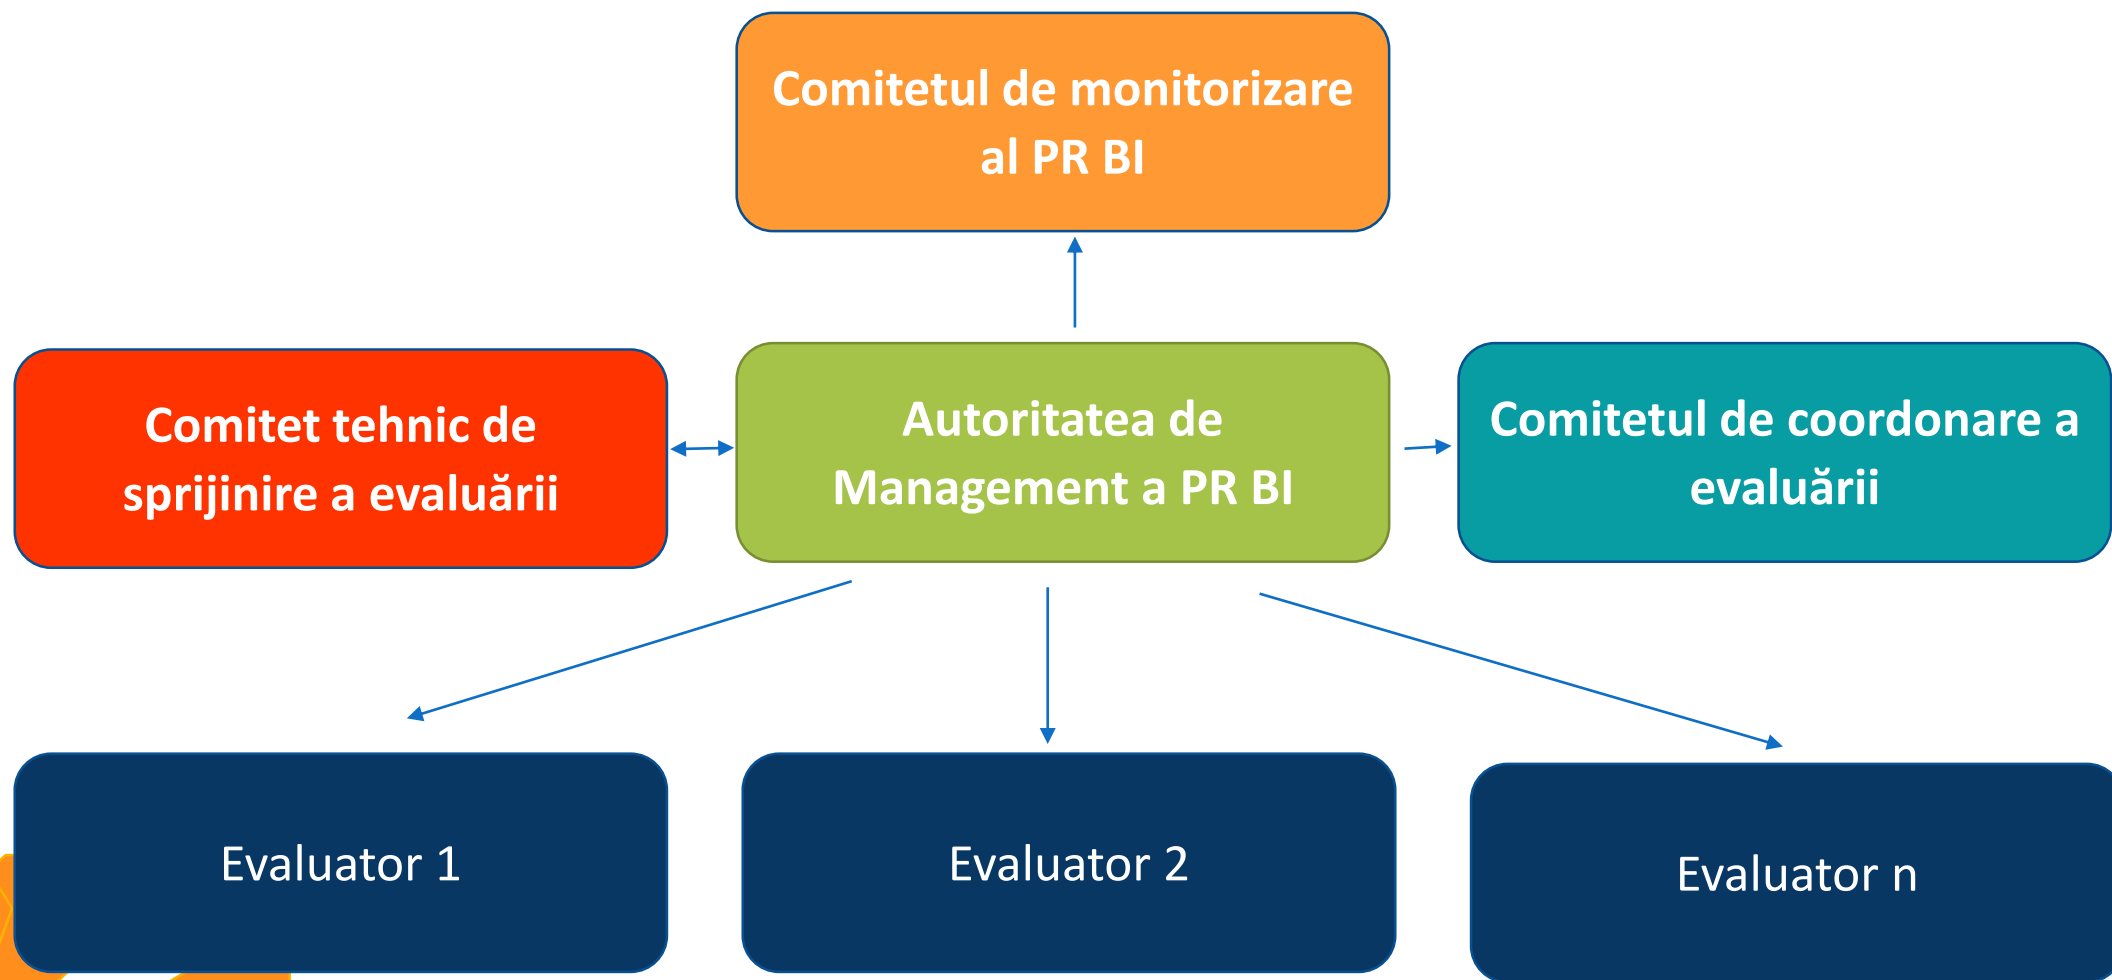 Comitetul de monitorizare
al PR BI
Comitet tehnic de
sprijinire a evaluării
Autoritatea de
Management a PR BI
Comitetul de coordonare a
evaluării
Evaluator 1
Evaluator 2
Evaluator n